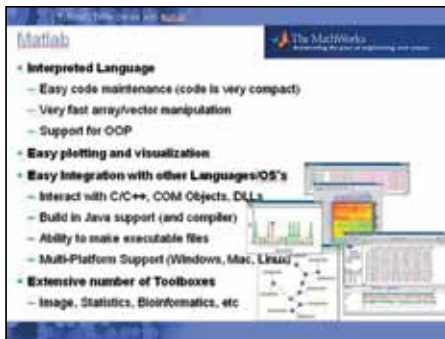 Matlab
The MathWorks
Interpreted Language
– Easy code maintenance (code is very compact)
– Very fast array/vector manipulation
– Support for OOP
Easy plotting and visualization
Easy Integration with other Languages/OS's
– Interact with C/C++, COM Objects, DLLs
– Build in Java support (and compiler)
– Ability to make executable files
– Multi-Platform Support (Windows, Mac, Linux)
Extensive number of Toolboxes
– Image, Statistics, Bioinformatics, etc